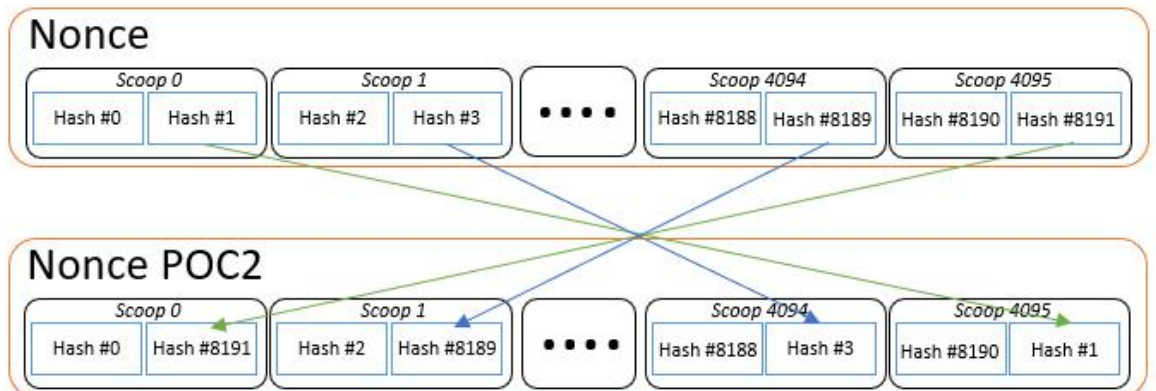 Nonce
Scoop 0 Scoop 1 Scoop 4094 Scoop 4095
Hash #0 Hash #1 Hash #2 Hash #3 .... Hash #8188 Hash #8189 Hash #8190 Hash #8191
Nonce POC2
Scoop 0 Scoop 1 Scoop 4094 Scoop 4095
Hash #0 Hash #8191 Hash #2 Hash #8189 .... Hash #8188 Hash #3 Hash #8190 Hash #1